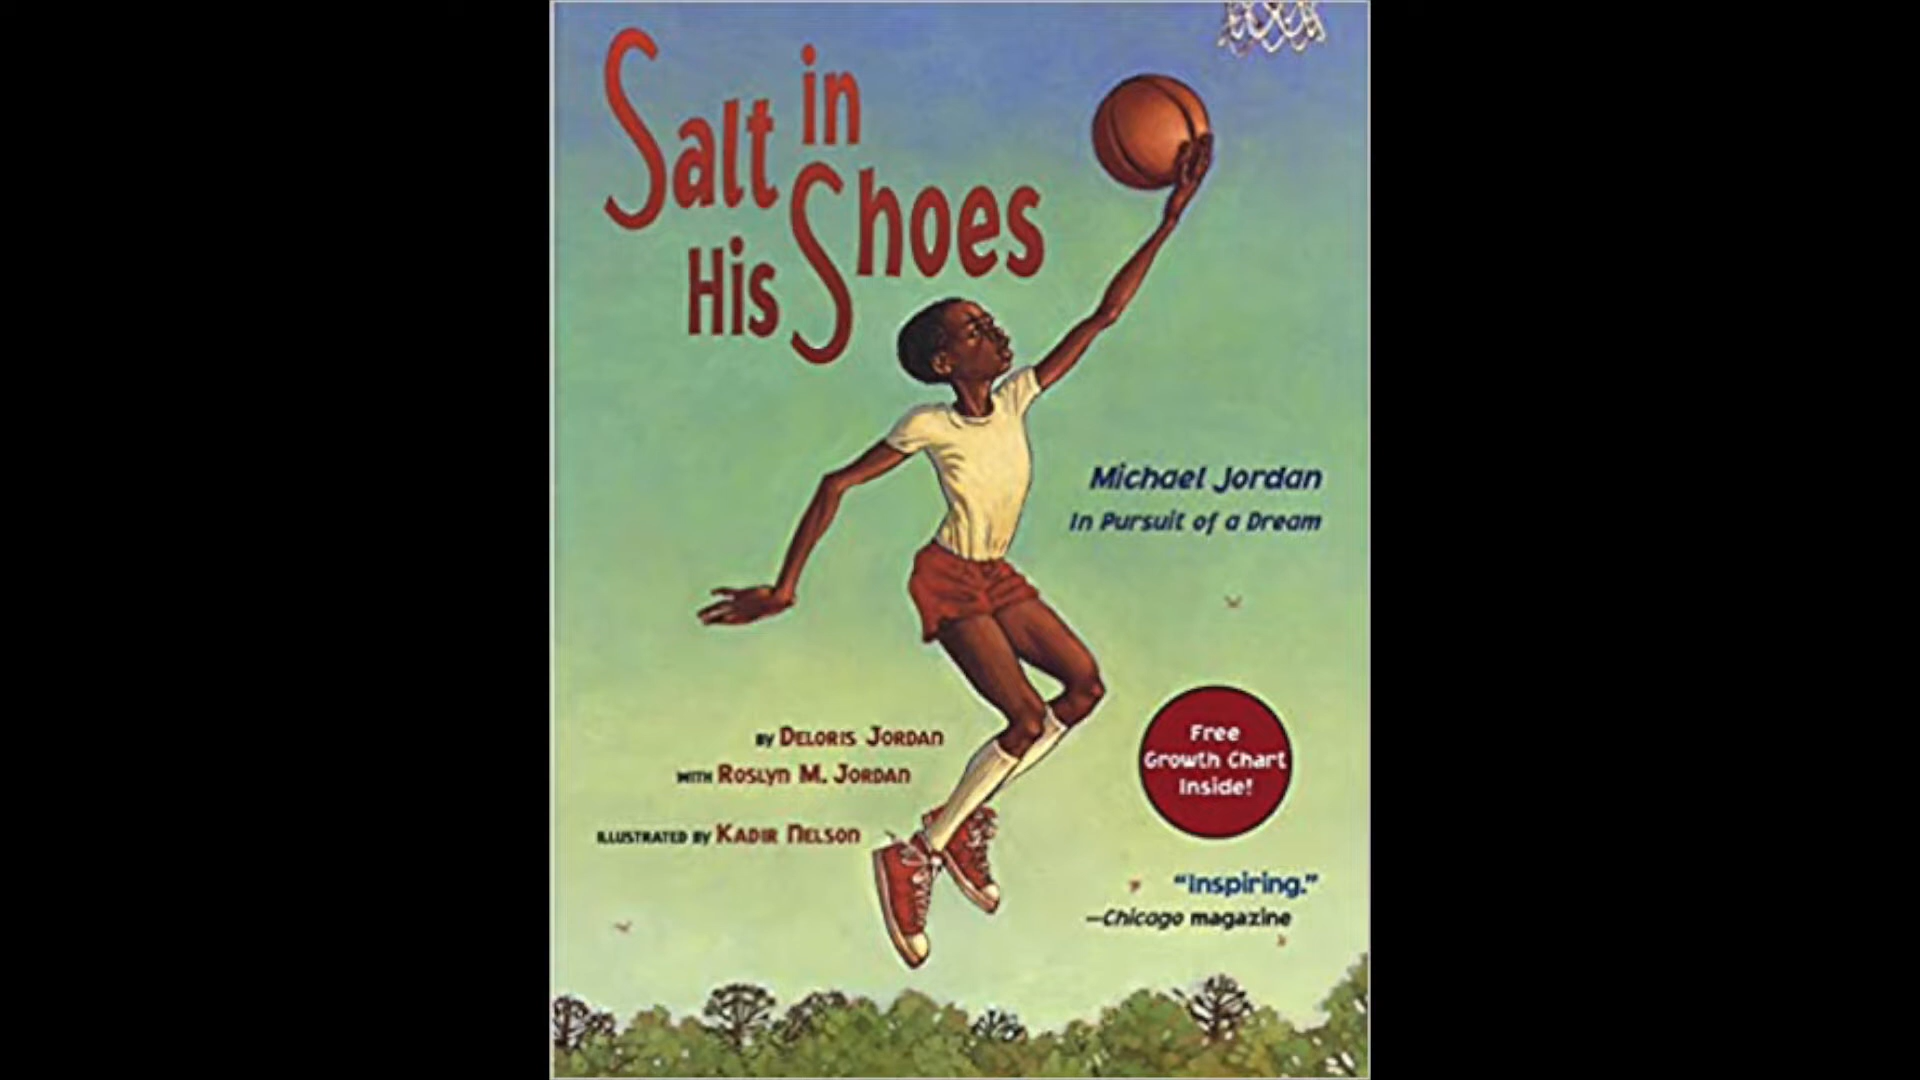 Salt in
His Shoes
Michael Jordan
In Pursuit of a Dream
BY DELORIS JORDAN
WITH ROSLYN M. JORDAN
ILLUSTRATED BY KADIR NELSON
Free
Growth Chart
Inside!
“Inspiring.”
—Chicago magazine